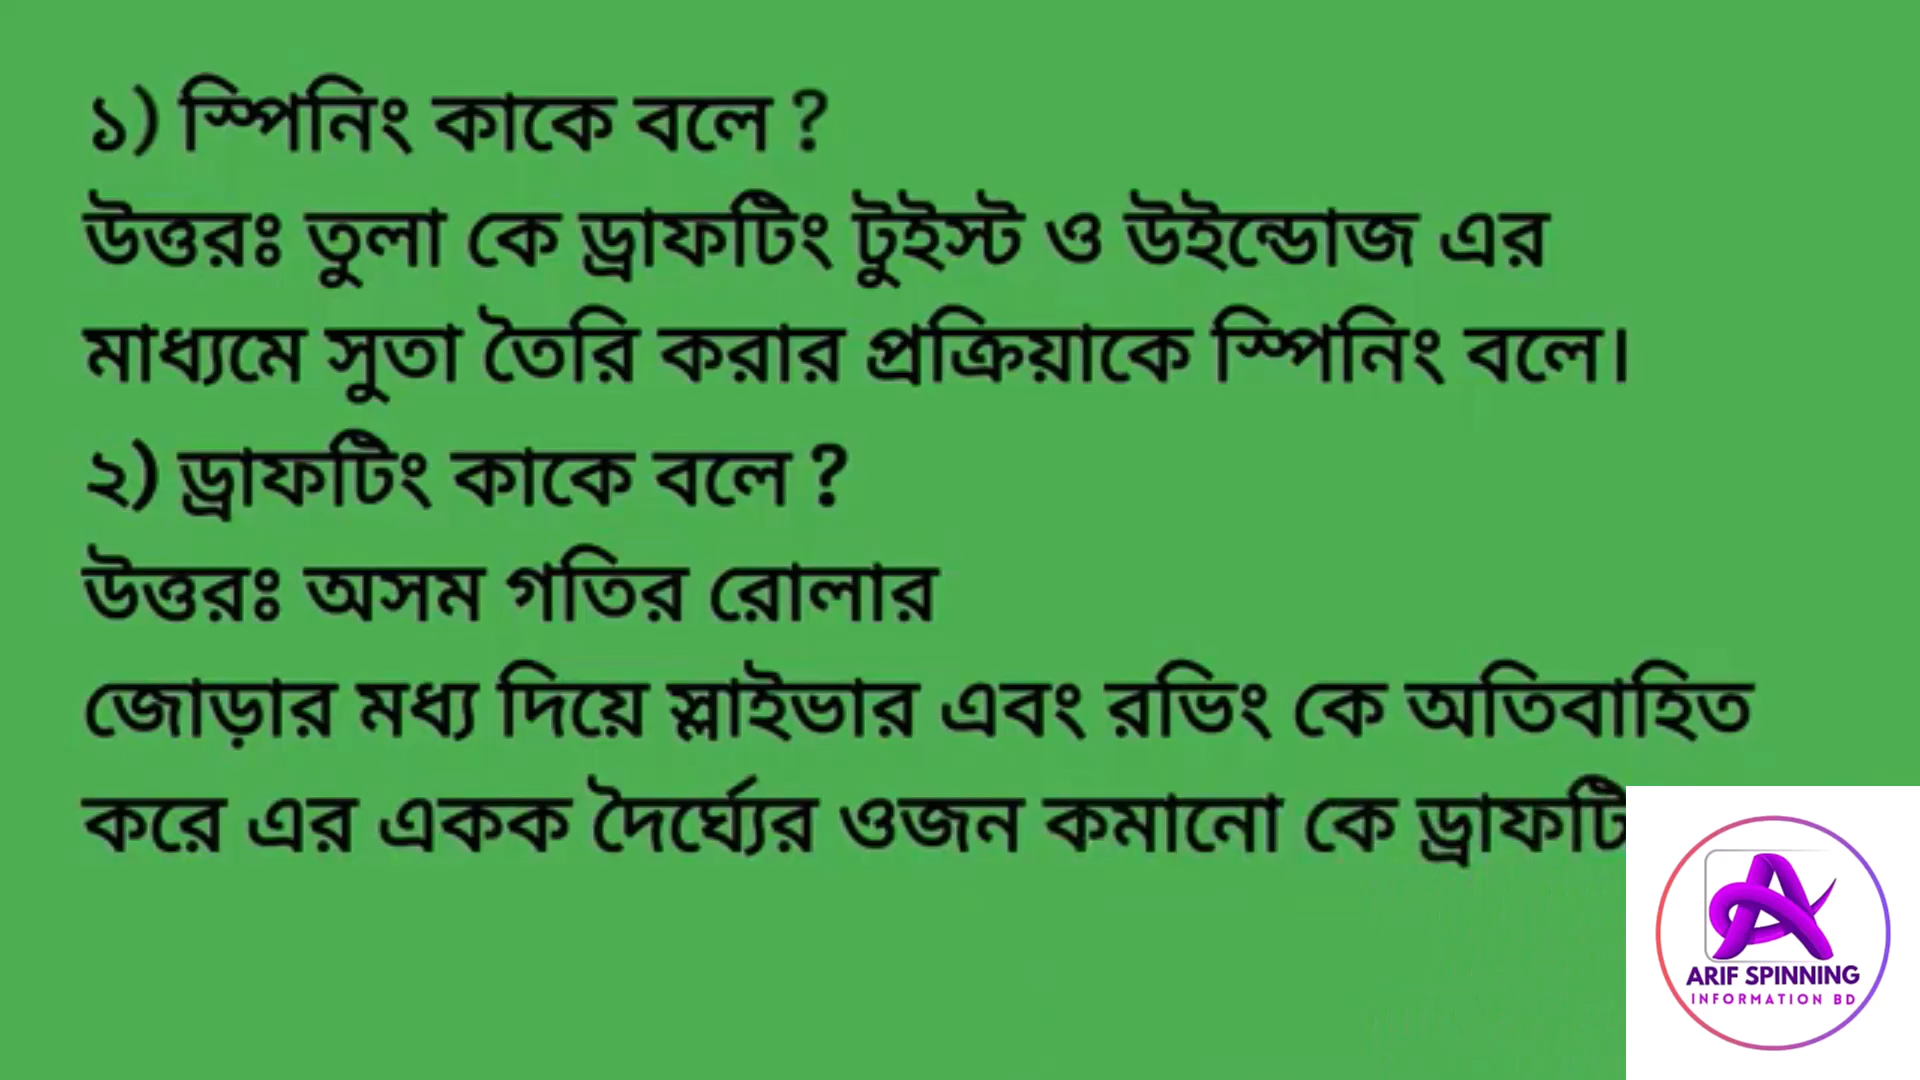 ১) স্পিনিং কাকে বলে ?
উত্তরঃ তুলা কে ড্রাফটিং টুইস্ট ও উইন্ডোজ এর
মাধ্যমে সুতা তৈরি করার প্রক্রিয়াকে স্পিনিং বলে।
২) ড্রাফটিং কাকে বলে ?
উত্তরঃ অসম গতির রোলার
জোড়ার মধ্য দিয়ে স্লাইভার এবং রভিং কে অতিবাহিত
করে এর একক দৈর্ঘ্যের ওজন কমানো কে
ARIF SPINNING
INFORMATION BD